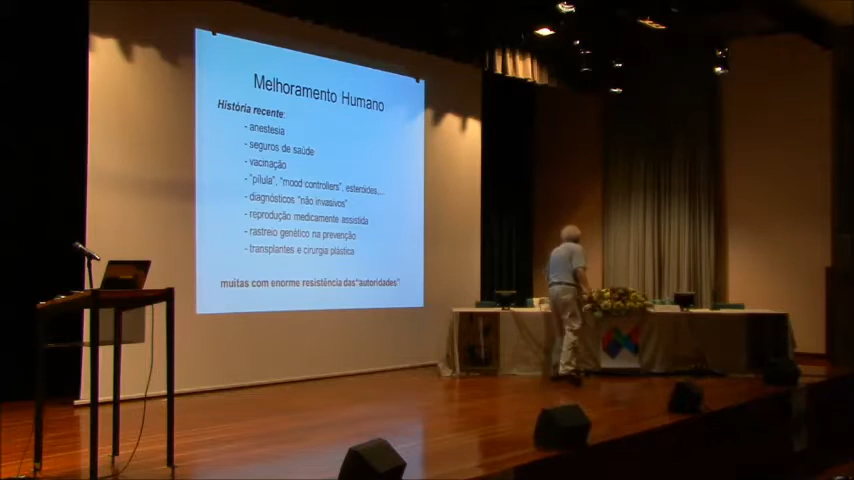 Melhoramento Humano
História recente:
- anestesia
- seguros de saúde
- vacinação
- "pílula", "mood controllers", esteroides,...
- diagnósticos "não invasivos"
- reprodução medicamente assistida
- rastreio genético na prevenção
- transplantes e cirurgia plástica
muitas COM ENORME RESISTÊNCIA das"autoridades"